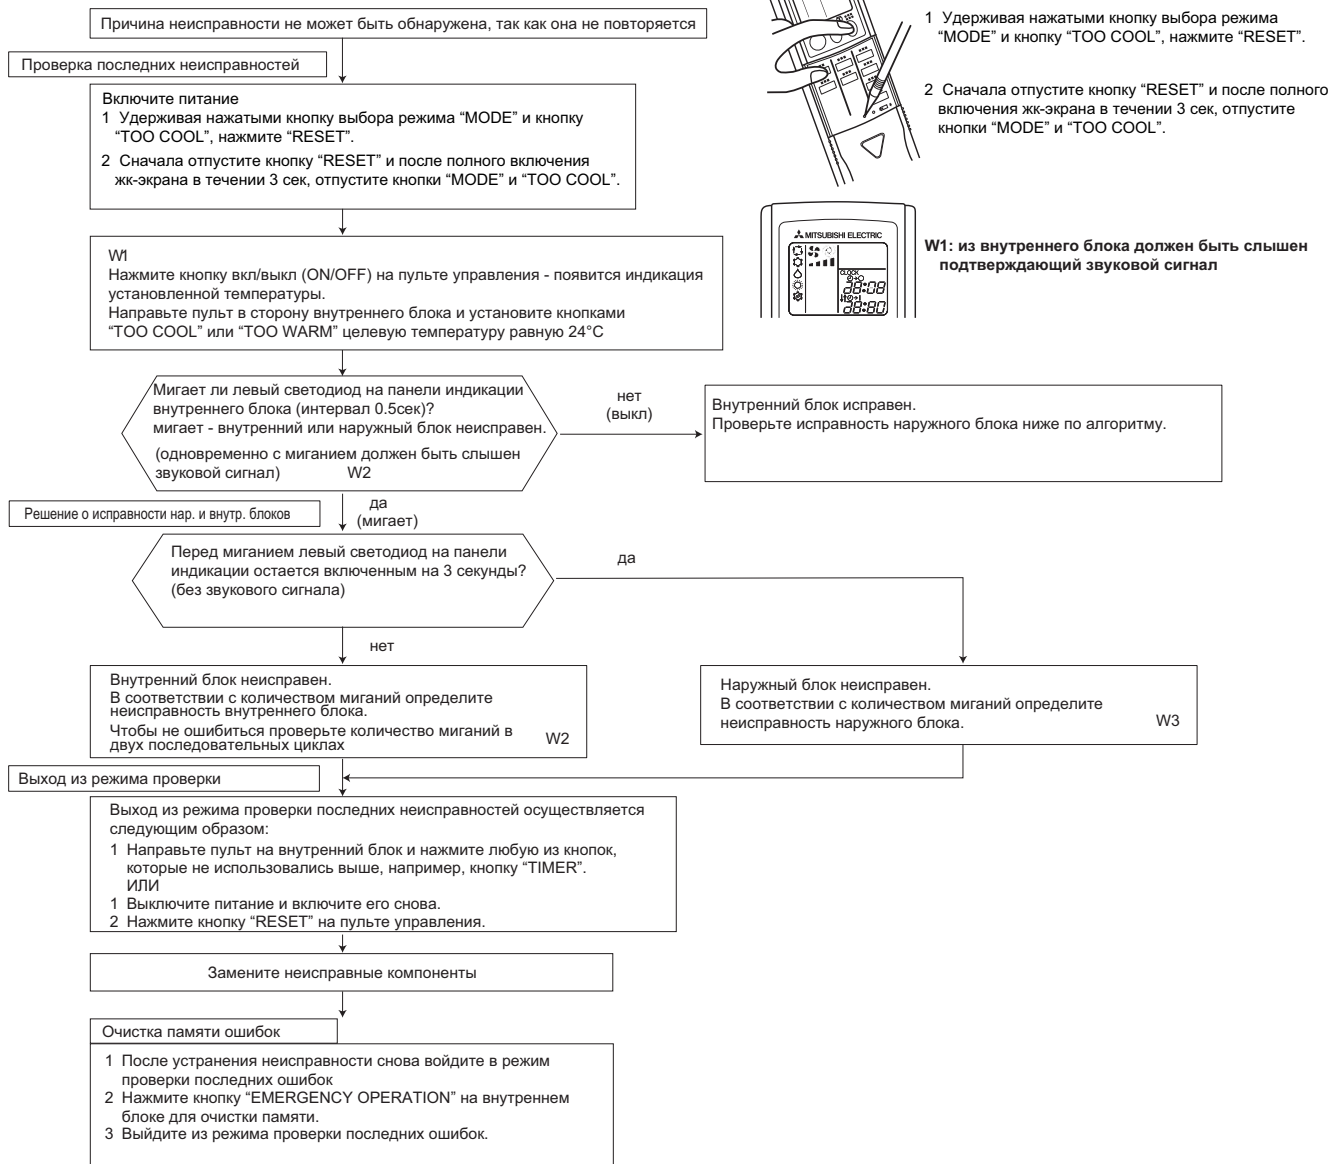 Причина неисправности не может быть обнаружена, так как она не повторяется
Проверка последних неисправностей
Включите питание
1 Удерживая нажатыми кнопку выбора режима “MODE” и кнопку
“TOO COOL”, нажмите “RESET”.
2 Сначала отпустите кнопку “RESET” и после полного включения
жк-экрана в течении 3 сек, отпустите кнопки “MODE” и “TOO COOL”.
1 Удерживая нажатыми кнопку выбора режима
“MODE” и кнопку “TOO COOL”, нажмите “RESET”.
2 Сначала отпустите кнопку “RESET” и после полного
включения жк-экрана в течении 3 сек, отпустите
кнопки “MODE” и “TOO COOL”.
MITSUBISHI ELECTRIC
CLOCK
W1: из внутреннего блока должен быть слышен
подтверждающий звуковой сигнал
W1
Нажмите кнопку вкл/выкл (ON/OFF) на пульте управления - появится индикация
установленной температуры.
Направьте пульт в сторону внутреннего блока и установите кнопками
“TOO COOL” или “TOO WARM” целевую температуру равную 24°C
Мигает ли левый светодиод на панели индикации
внутреннего блока (интервал 0.5сек)?
мигает - внутренний или наружный блок неисправен.
(одновременно с миганием должен быть слышен
звуковой сигнал) W2
нет
(выкл)
Внутренний блок исправен.
Проверьте исправность наружного блока ниже по алгоритму.
да
(мигает)
Решение о исправности нар. и внутр. блоков
Перед миганием левый светодиод на панели
индикации остается включенным на 3 секунды?
(без звукового сигнала)
да
нет
Внутренний блок неисправен.
В соответствии с количеством миганий определите
неисправность внутреннего блока.
Чтобы не ошибиться проверьте количество миганий в
двух последовательных циклах W2
Наружный блок неисправен.
В соответствии с количеством миганий определите
неисправность наружного блока. W3
Выход из режима проверки
Выход из режима проверки последних неисправностей осуществляется
следующим образом:
1 Направьте пульт на внутренний блок и нажмите любую из кнопок,
которые не использовались выше, например, кнопку “TIMER”.
ИЛИ
1 Выключите питание и включите его снова.
2 Нажмите кнопку “RESET” на пульте управления.
Замените неисправные компоненты
Очистка памяти ошибок
1 После устранения неисправности снова войдите в режим
проверки последних ошибок
2 Нажмите кнопку “EMERGENCY OPERATION” на внутреннем
блоке для очистки памяти.
3 Выйдите из режима проверки последних ошибок.